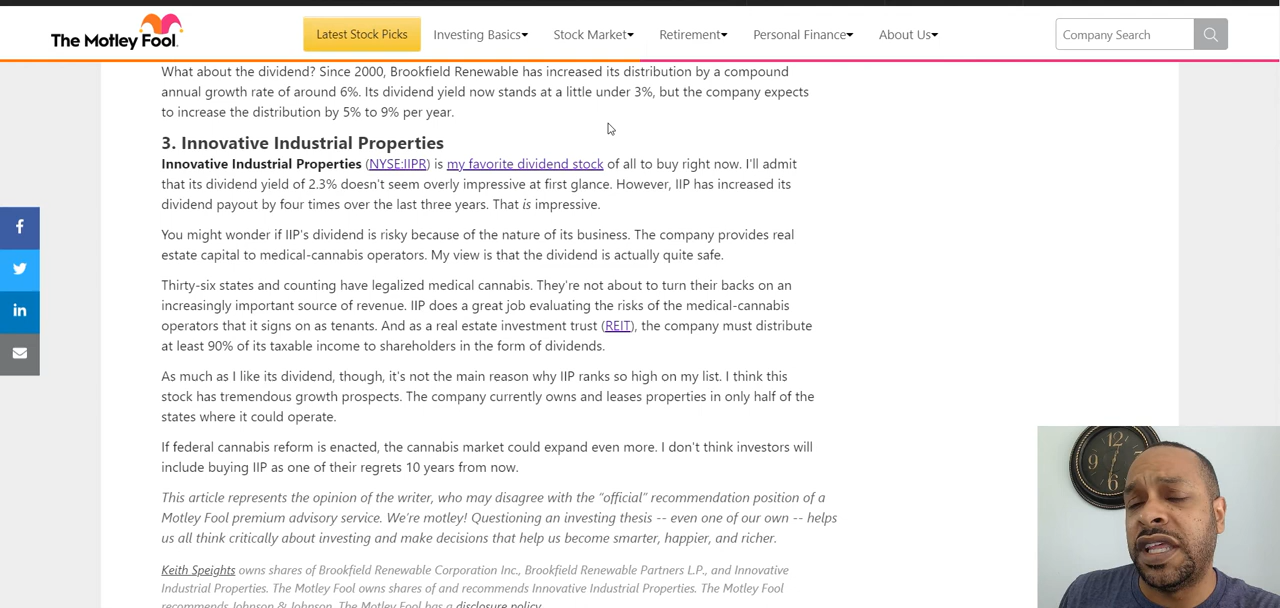 The Motley Fool.
Latest Stock Picks
Investing Basics
Stock Market
Retirement
Personal Finance
About Us
Company Search
What about the dividend? Since 2000, Brookfield Renewable has increased its distribution by a compound
annual growth rate of around 6%. Its dividend yield now stands at a little under 3%, but the company expects
to increase the distribution by 5% to 9% per year.
3. Innovative Industrial Properties
Innovative Industrial Properties (NYSE:IIPR) is my favorite dividend stock of all to buy right now. I'll admit
that its dividend yield of 2.3% doesn't seem overly impressive at first glance. However, IIP has increased its
dividend payout by four times over the last three years. That is impressive.
You might wonder if IIP's dividend is risky because of the nature of its business. The company provides real
estate capital to medical-cannabis operators. My view is that the dividend is actually quite safe.
Thirty-six states and counting have legalized medical cannabis. They're not about to turn their backs on an
increasingly important source of revenue. IIP does a great job evaluating the risks of the medical-cannabis
operators that it signs on as tenants. And as a real estate investment trust (REIT), the company must distribute
at least 90% of its taxable income to shareholders in the form of dividends.
As much as I like its dividend, though, it's not the main reason why IIP ranks so high on my list. I think this
stock has tremendous growth prospects. The company currently owns and leases properties in only half of the
states where it could operate.
If federal cannabis reform is enacted, the cannabis market could expand even more. I don't think investors will
include buying IIP as one of their regrets 10 years from now.
This article represents the opinion of the writer, who may disagree with the “official” recommendation position of a
Motley Fool premium advisory service. We're motley! Questioning an investing thesis -- even one of our own -- helps
us all think critically about investing and make decisions that help us become smarter, happier, and richer.
Keith Speights owns shares of Brookfield Renewable Corporation Inc., Brookfield Renewable Partners L.P., and Innovative
Industrial Properties. The Motley Fool owns shares of and recommends Innovative Industrial Properties. The Motley Fool
recommends Johnson & Johnson. The Motley Fool has a disclosure policy.